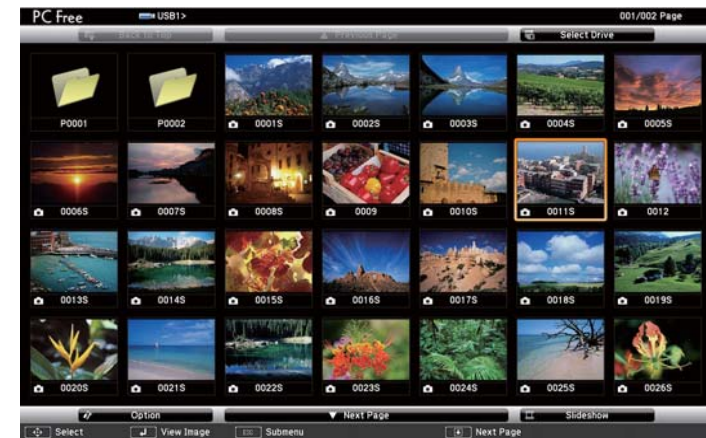 PC Free USB1> 001/002 Page
Back to Top ▲ Previous Page Select Drive
P0001 P0002 0001S 0002S 0003S 0004S 0005S
0006S 0007S 0008S 0009 0010S 0011S 0012
0013S 0014S 0015S 0016S 0017S 0018S 0019S
0020S 0021S 0022S 0023S 0024S 0025S 0026S
Option ▼ Next Page Slideshow
Select View Image ESC Submenu Next Page